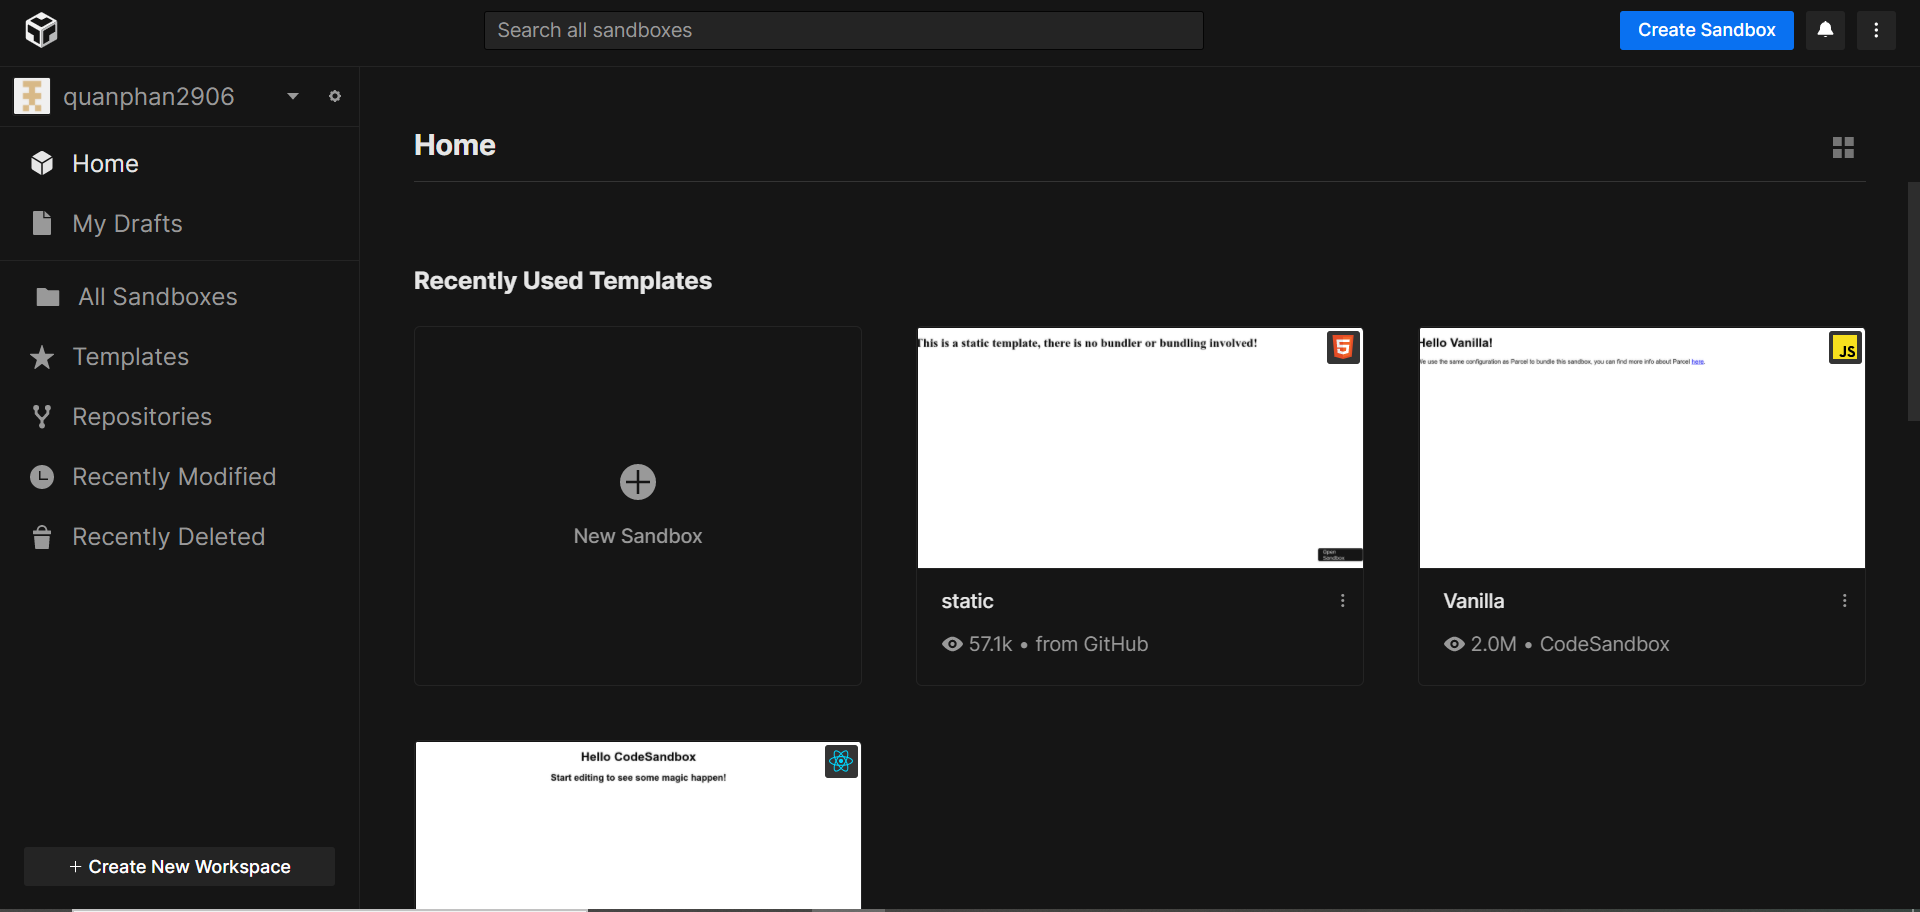 Search all sandboxes
Create Sandbox
quanphan2906
Home
My Drafts
All Sandboxes
Templates
Repositories
Recently Modified
Recently Deleted
+ Create New Workspace
Home
Recently Used Templates
New Sandbox
This is a static template, there is no bundler or bundling involved!
5
Open
Sandbox
static
57.1k • from GitHub
Hello Vanilla!
We use the same configuration as Parcel to bundle this sandbox, you can find more info about Parcel here.
JS
Vanilla
2.0M • CodeSandbox
Hello CodeSandbox
Start editing to see some magic happen!